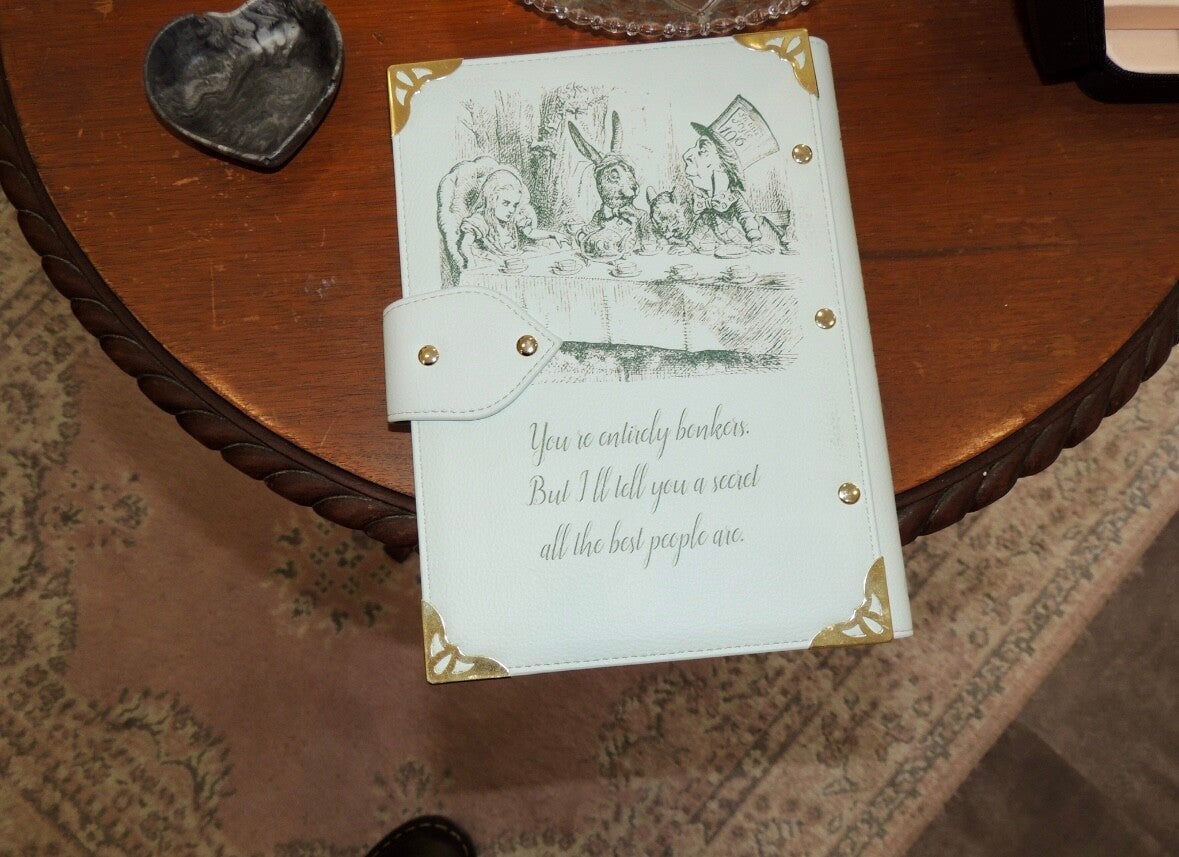 You're entirely bonkers.
But I'll tell you a secret
all the best people are.